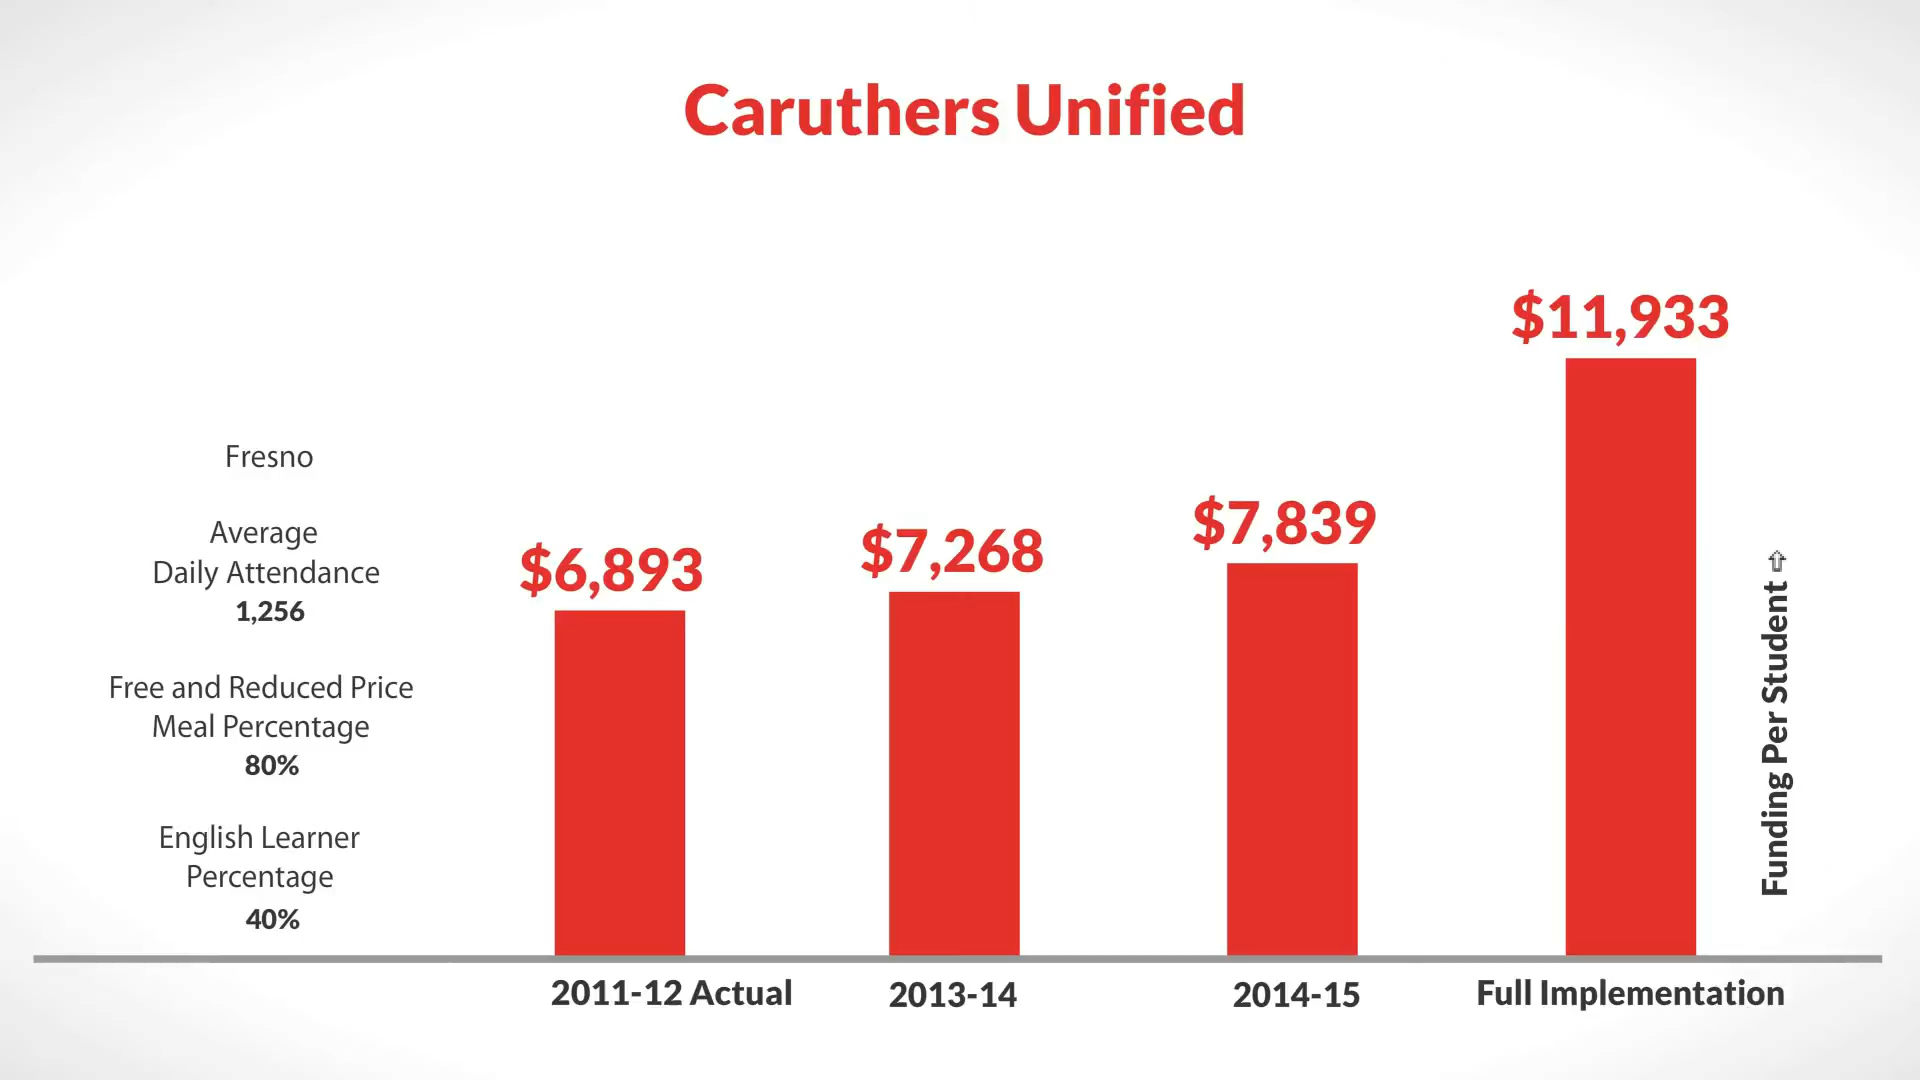 Caruthers Unified
Fresno
Average
Daily Attendance
1,256
Free and Reduced Price
Meal Percentage
80%
English Learner
Percentage
40%
$6,893
$7,268
$7,839
$11,933
2011-12 Actual
2013-14
2014-15
Full Implementation
Funding Per Student ⇨